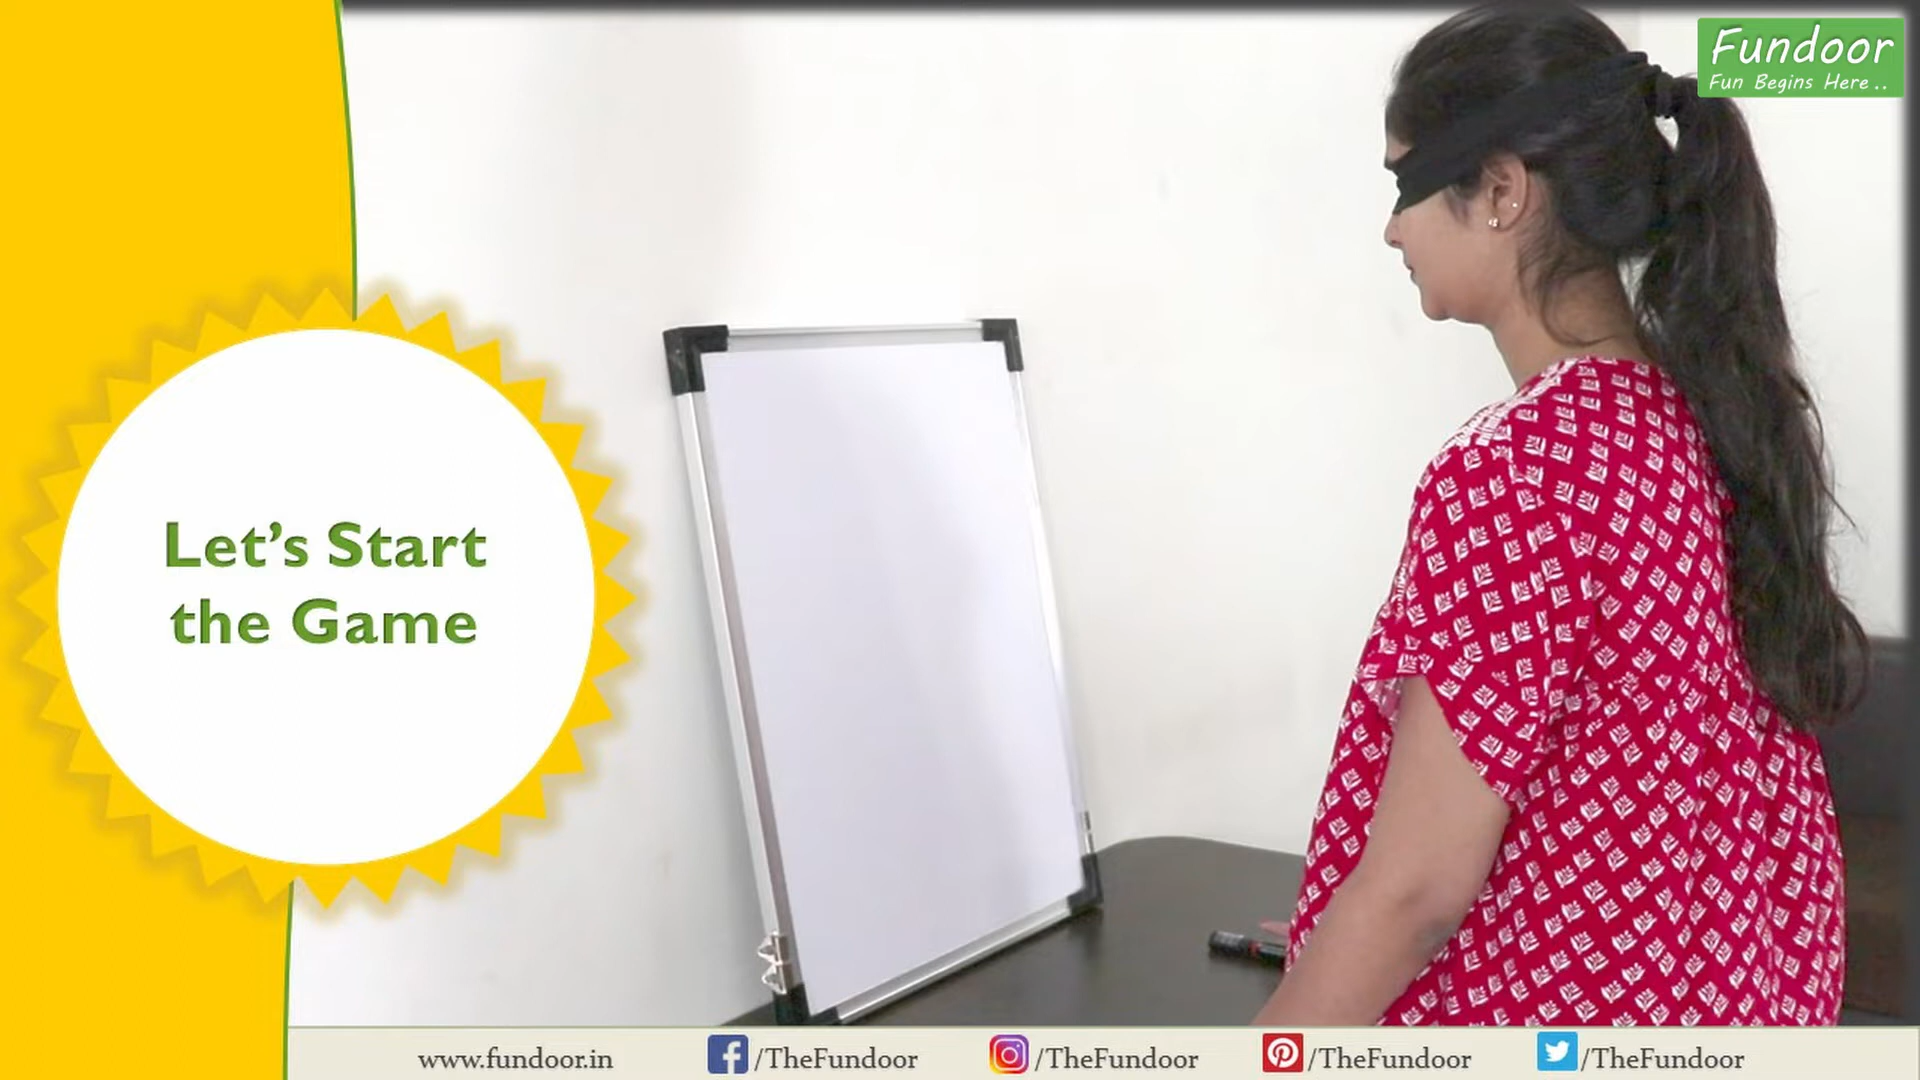 Fundoor
Fun Begins Here..
Let's Start
the Game
www.fundoor.in
/TheFundoor
/TheFundoor
/TheFundoor
/TheFundoor